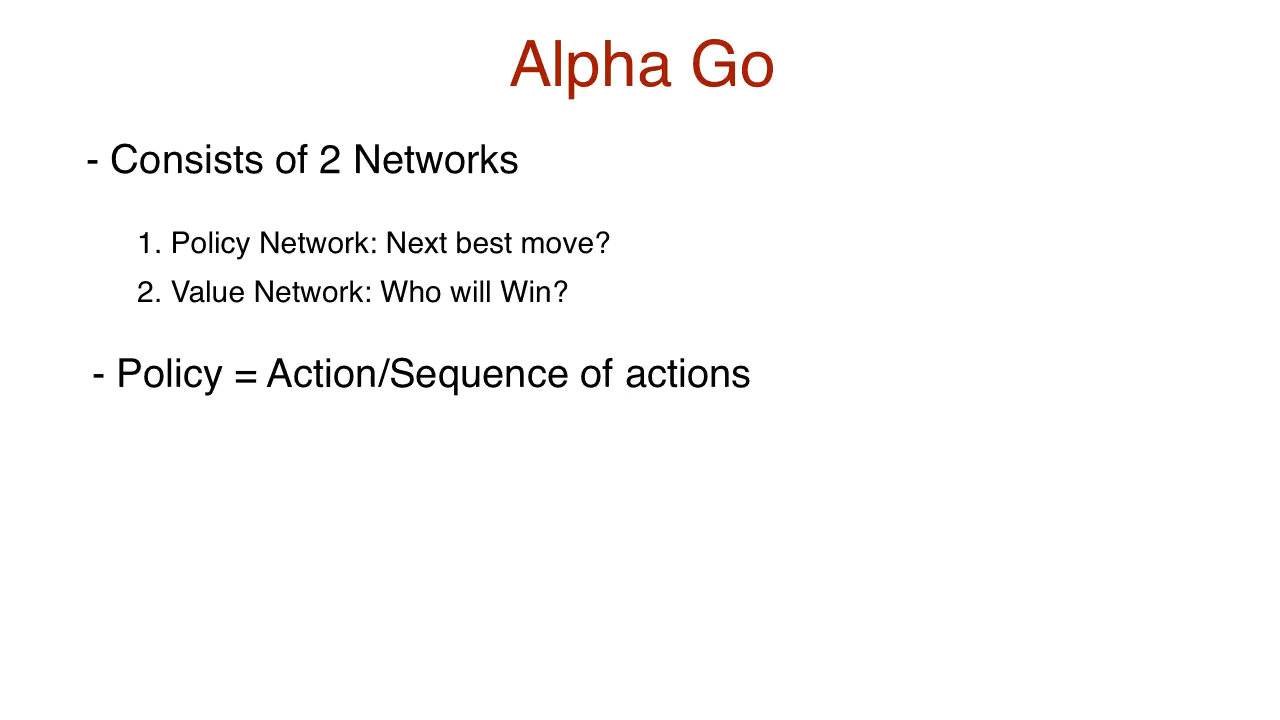 Alpha Go
- Consists of 2 Networks
1. Policy Network: Next best move?
2. Value Network: Who will Win?
- Policy = Action/Sequence of actions